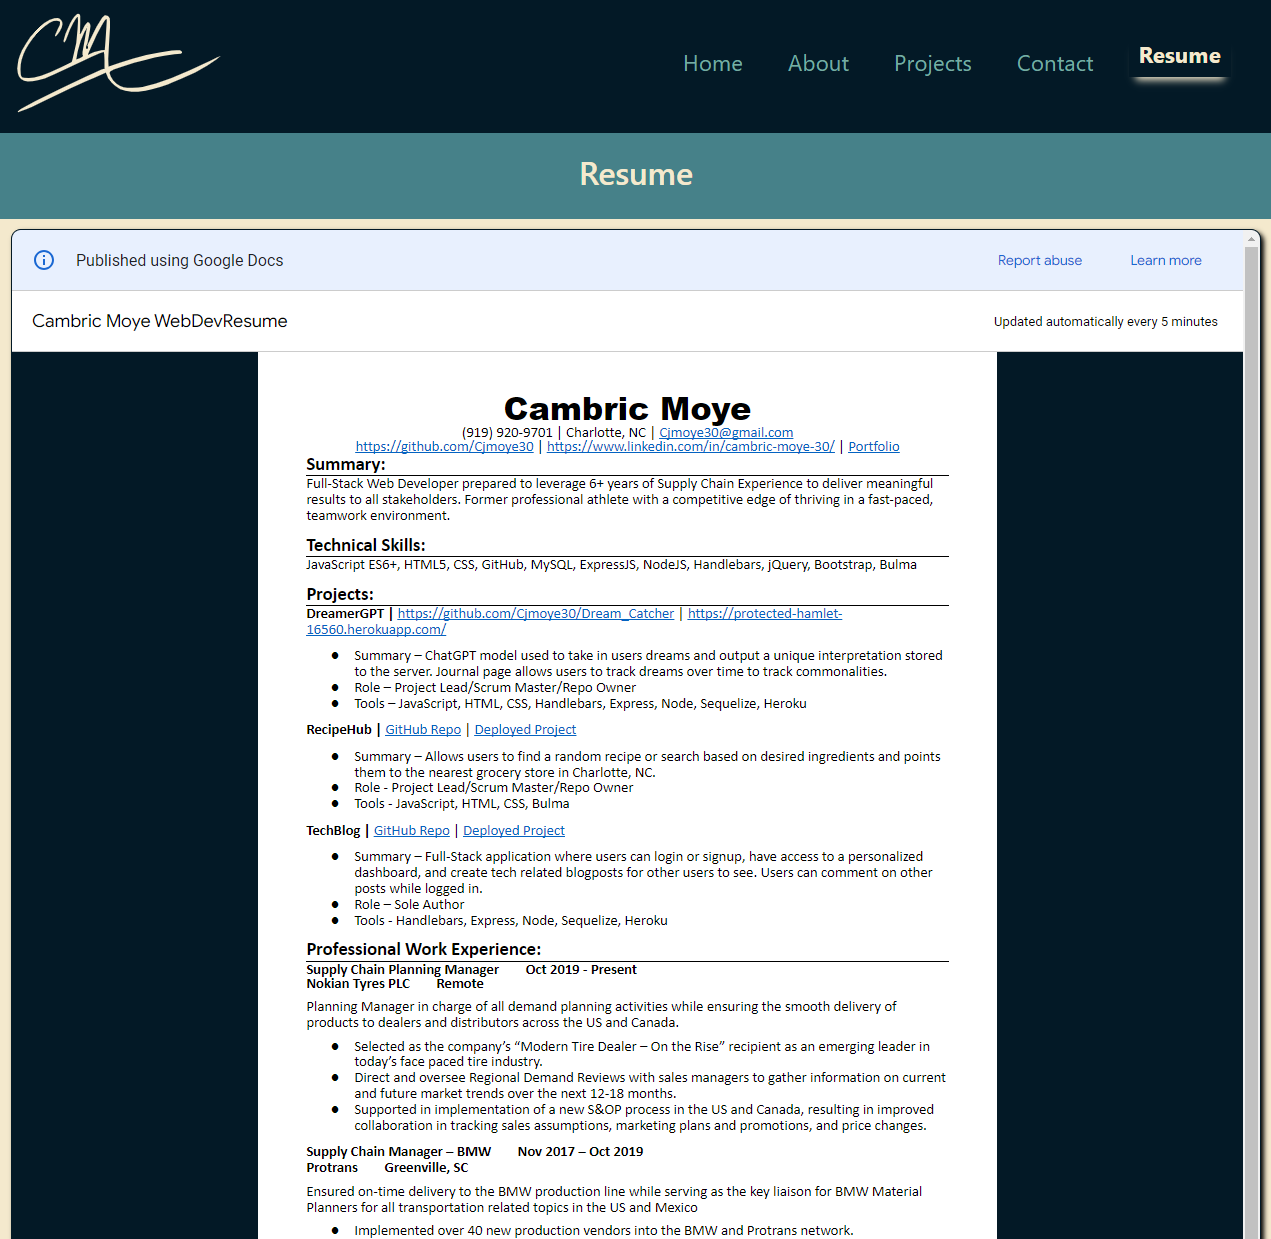 CM
Home About Projects Contact Resume
Resume
Published using Google Docs Report abuse Learn more
Cambric Moye WebDevResume Updated automatically every 5 minutes
Cambric Moye
(919) 920-9701 | Charlotte, NC | Cjmoye30@gmail.com
https://github.com/Cjmoye30 | https://www.linkedin.com/in/cambric-moye-30/ | Portfolio
Summary:
Full-Stack Web Developer prepared to leverage 6+ years of Supply Chain Experience to deliver meaningful
results to all stakeholders. Former professional athlete with a competitive edge of thriving in a fast-paced,
teamwork environment.
Technical Skills:
JavaScript ES6+, HTML5, CSS, GitHub, MySQL, ExpressJS, NodeJS, Handlebars, jQuery, Bootstrap, Bulma
Projects:
DreamerGPT | https://github.com/Cjmoye30/Dream_Catcher | https://protected-hamlet-
16560.herokuapp.com/
● Summary – ChatGPT model used to take in users dreams and output a unique interpretation stored
to the server. Journal page allows users to track dreams over time to track commonalities.
● Role – Project Lead/Scrum Master/Repo Owner
● Tools – JavaScript, HTML, CSS, Handlebars, Express, Node, Sequelize, Heroku
RecipeHub | GitHub Repo | Deployed Project
● Summary – Allows users to find a random recipe or search based on desired ingredients and points
them to the nearest grocery store in Charlotte, NC.
● Role - Project Lead/Scrum Master/Repo Owner
● Tools - JavaScript, HTML, CSS, Bulma
TechBlog | GitHub Repo | Deployed Project
● Summary – Full-Stack application where users can login or signup, have access to a personalized
dashboard, and create tech related blogposts for other users to see. Users can comment on other
posts while logged in.
● Role – Sole Author
● Tools - Handlebars, Express, Node, Sequelize, Heroku
Professional Work Experience:
Supply Chain Planning Manager Oct 2019 - Present
Nokian Tyres PLC Remote
Planning Manager in charge of all demand planning activities while ensuring the smooth delivery of
products to dealers and distributors across the US and Canada.
● Selected as the company’s “Modern Tire Dealer – On the Rise” recipient as an emerging leader in
today’s face paced tire industry.
● Direct and oversee Regional Demand Reviews with sales managers to gather information on current
and future market trends over the next 12-18 months.
● Supported in implementation of a new S&OP process in the US and Canada, resulting in improved
collaboration in tracking sales assumptions, marketing plans and promotions, and price changes.
Supply Chain Manager – BMW Nov 2017 – Oct 2019
Protrans Greenville, SC
Ensured on-time delivery to the BMW production line while serving as the key liaison for BMW Material
Planners for all transportation related topics in the US and Mexico
● Implemented over 40 new production vendors into the BMW and Protrans network.